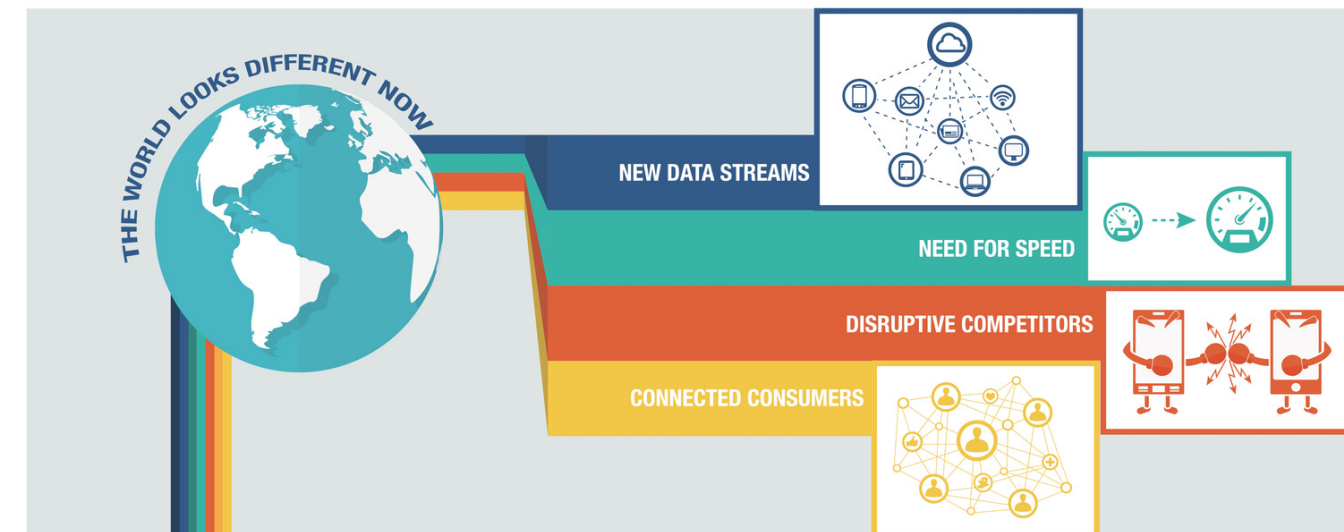 THE WORLD LOOKS DIFFERENT NOW
NEW DATA STREAMS
NEED FOR SPEED
DISRUPTIVE COMPETITORS
CONNECTED CONSUMERS